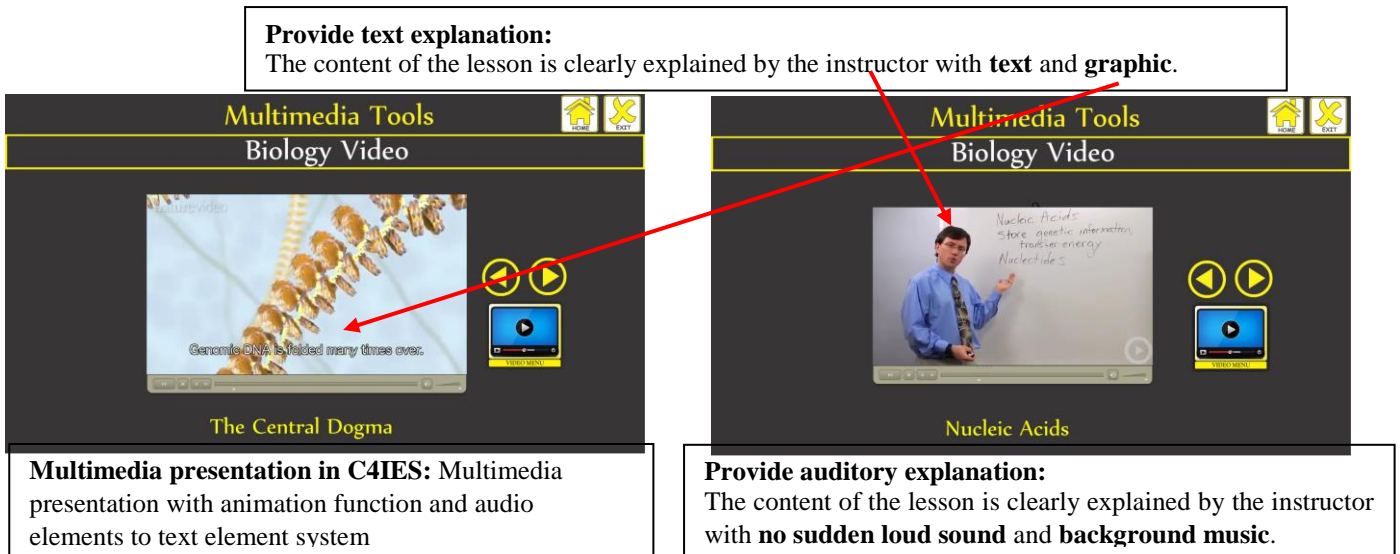 Provide text explanation:
The content of the lesson is clearly explained by the instructor with text and graphic.
Multimedia Tools
HOME
EXIT
Biology Video
futurevideo
Genomic DNA is folded many times over.
VIDEO MENU
The Central Dogma
Multimedia Tools
HOME
EXIT
Biology Video
Nucleic Acids
store genetic information,
transfer energy
Nucleotides
VIDEO MENU
Nucleic Acids
Multimedia presentation in C4IES: Multimedia
presentation with animation function and audio
elements to text element system
Provide auditory explanation:
The content of the lesson is clearly explained by the instructor
with no sudden loud sound and background music.